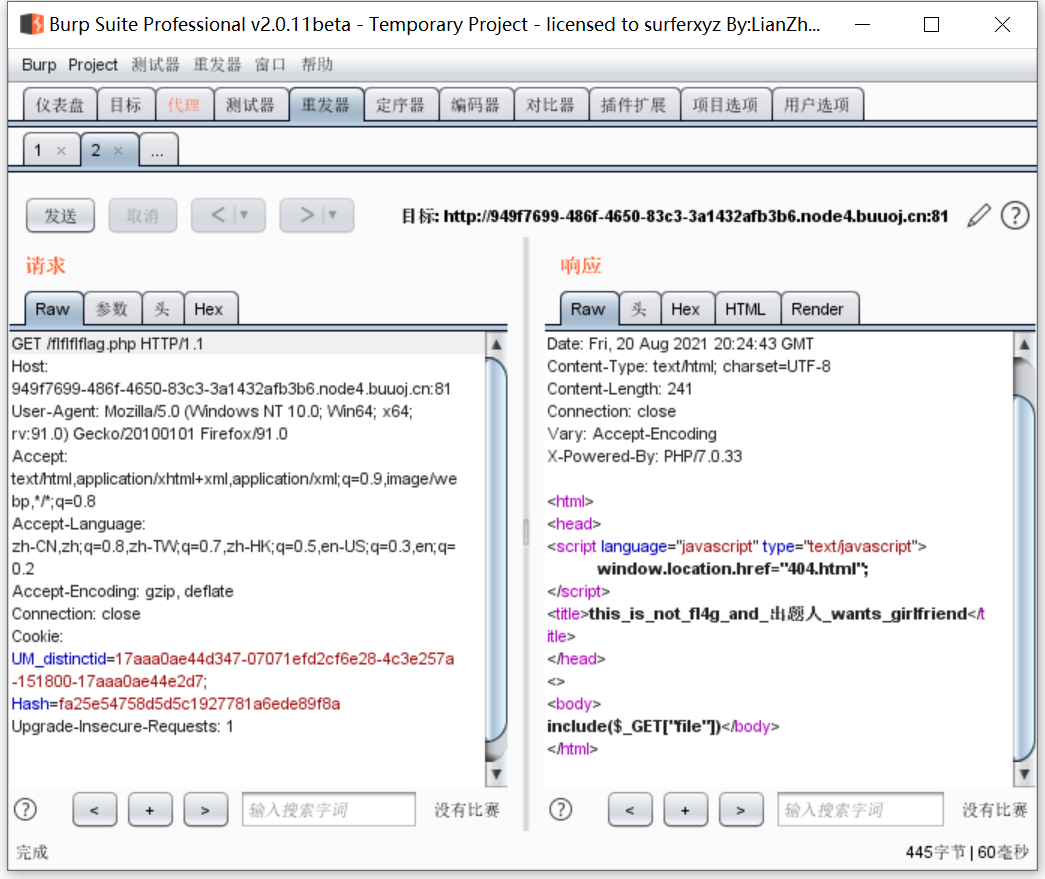 Burp Suite Professional v2.0.11beta - Temporary Project - licensed to surferxyz By:LianZh...
Burp Project 测试器 重发器 窗口 帮助
仪表盘 目标 代理 测试器 重发器 定序器 编码器 对比器 插件扩展 项目选项 用户选项
1 × 2 × ...
发送 取消 < ▼ > ▼ 目标: http://949f7699-486f-4650-83c3-3a1432afb3b6.node4.buuoj.cn:81 ?
请求
Raw 参数 头 Hex
GET /flflflflag.php HTTP/1.1
Host:
949f7699-486f-4650-83c3-3a1432afb3b6.node4.buuoj.cn:81
User-Agent: Mozilla/5.0 (Windows NT 10.0; Win64; x64;
rv:91.0) Gecko/20100101 Firefox/91.0
Accept:
text/html,application/xhtml+xml,application/xml;q=0.9,image/we
bp,*/*;q=0.8
Accept-Language:
zh-CN,zh;q=0.8,zh-TW;q=0.7,zh-HK;q=0.5,en-US;q=0.3,en;q=
0.2
Accept-Encoding: gzip, deflate
Connection: close
Cookie:
UM_distinctid=17aaa0ae44d347-07071efd2cf6e28-4c3e257a
-151800-17aaa0ae44e2d7;
Hash=fa25e54758d5d5c1927781a6ede89f8a
Upgrade-Insecure-Requests: 1
? < + > 输入搜索字词 没有比赛
响应
Raw 头 Hex HTML Render
Date: Fri, 20 Aug 2021 20:24:43 GMT
Content-Type: text/html; charset=UTF-8
Content-Length: 241
Connection: close
Vary: Accept-Encoding
X-Powered-By: PHP/7.0.33
<html>
<head>
<script language="javascript" type="text/javascript">
window.location.href="404.html";
</script>
<title>this_is_not_fl4g_and_出题人_wants_girlfriend</t
itle>
</head>
<>
<body>
include($_GET["file"])</body>
</html>
? < + > 输入搜索字词 没有比赛
完成 445字节 | 60毫秒